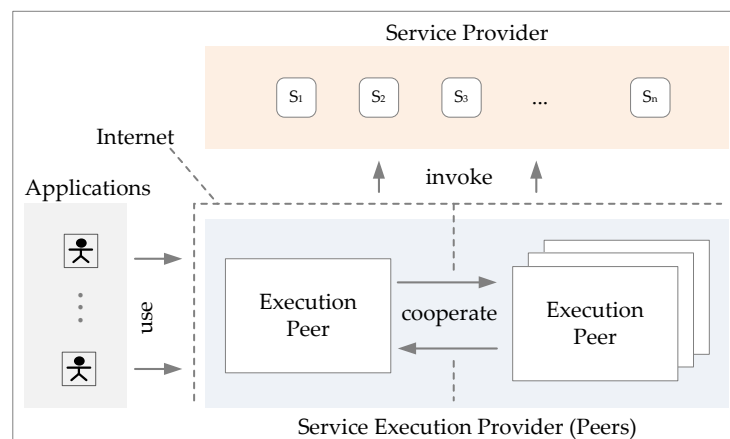 Service Provider
S1 S2 S3 ... Sn
Internet
invoke
Applications
use
Execution
Peer
cooperate
Execution
Peer
Service Execution Provider (Peers)